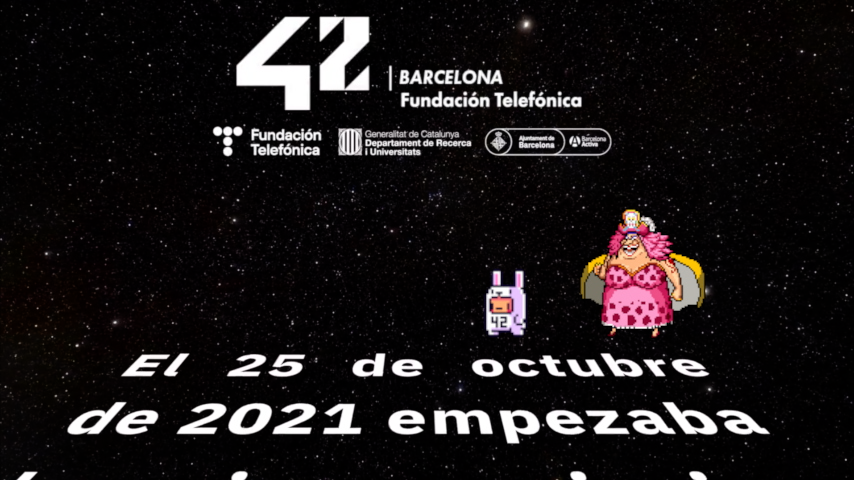 42
BARCELONA
Fundación Telefónica
Fundación
Telefónica
Generalitat de Catalunya
Departament de Recerca
i Universitats
Ajuntament de
Barcelona
Barcelona
Activa
42
El 25 de octubre
de 2021 empezaba